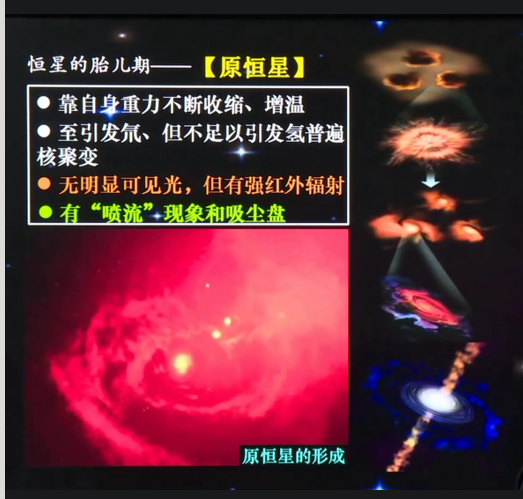 恒星的胎儿期——【原恒星】
● 靠自身重力不断收缩、增温
● 至引发氘、但不足以引发氢普遍
核聚变
● 无明显可见光，但有强红外辐射
● 有“喷流”现象和吸尘盘
原恒星的形成